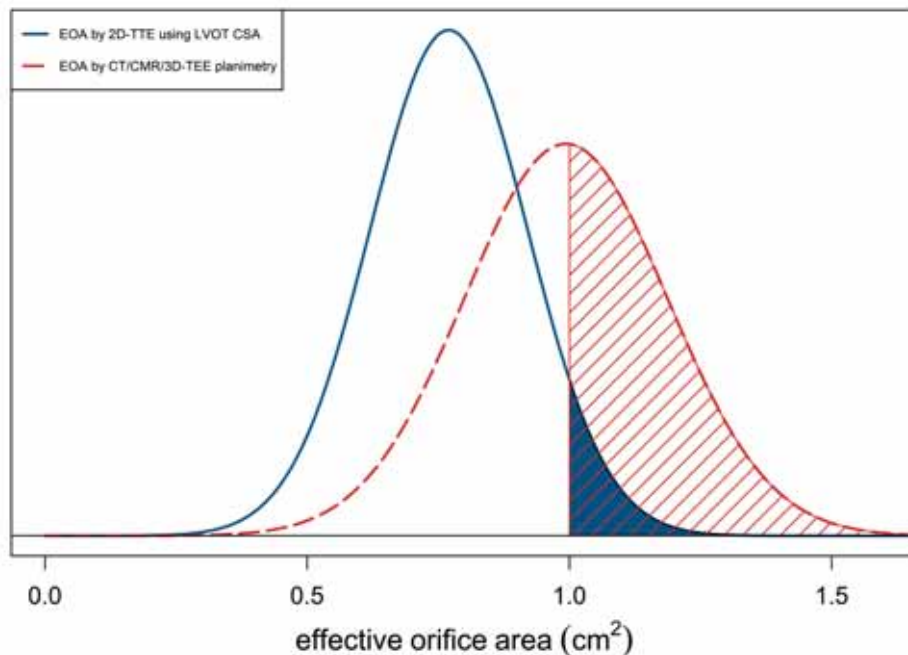 EOA by 2D-TTE using LVOT CSA
EOA by CT/CMR/3D-TEE planimetry
0.0 0.5 1.0 1.5
effective orifice area (cm²)